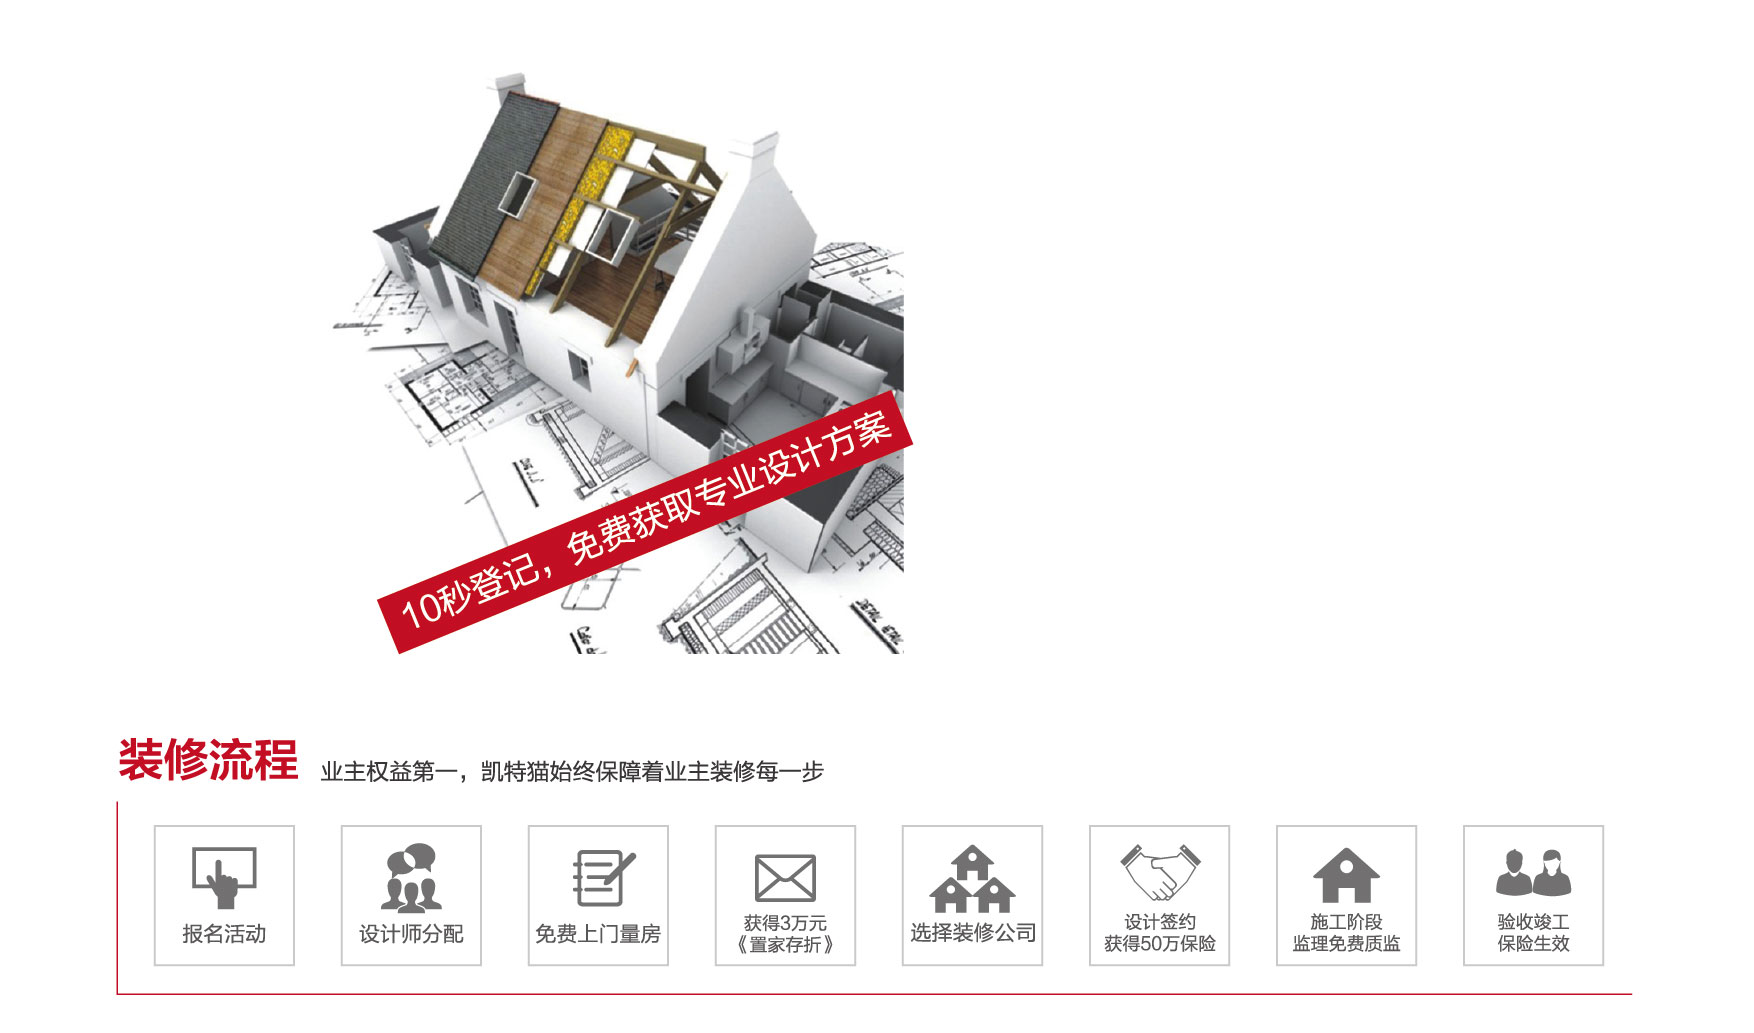 10秒登记，免费获取专业设计方案
装修流程
业主权益第一，凯特猫始终保障着业主装修每一步
报名活动
设计师分配
免费上门量房
获得3万元
《置家存折》
选择装修公司
设计签约
获得50万保险
施工阶段
监理免费质监
验收竣工
保险生效